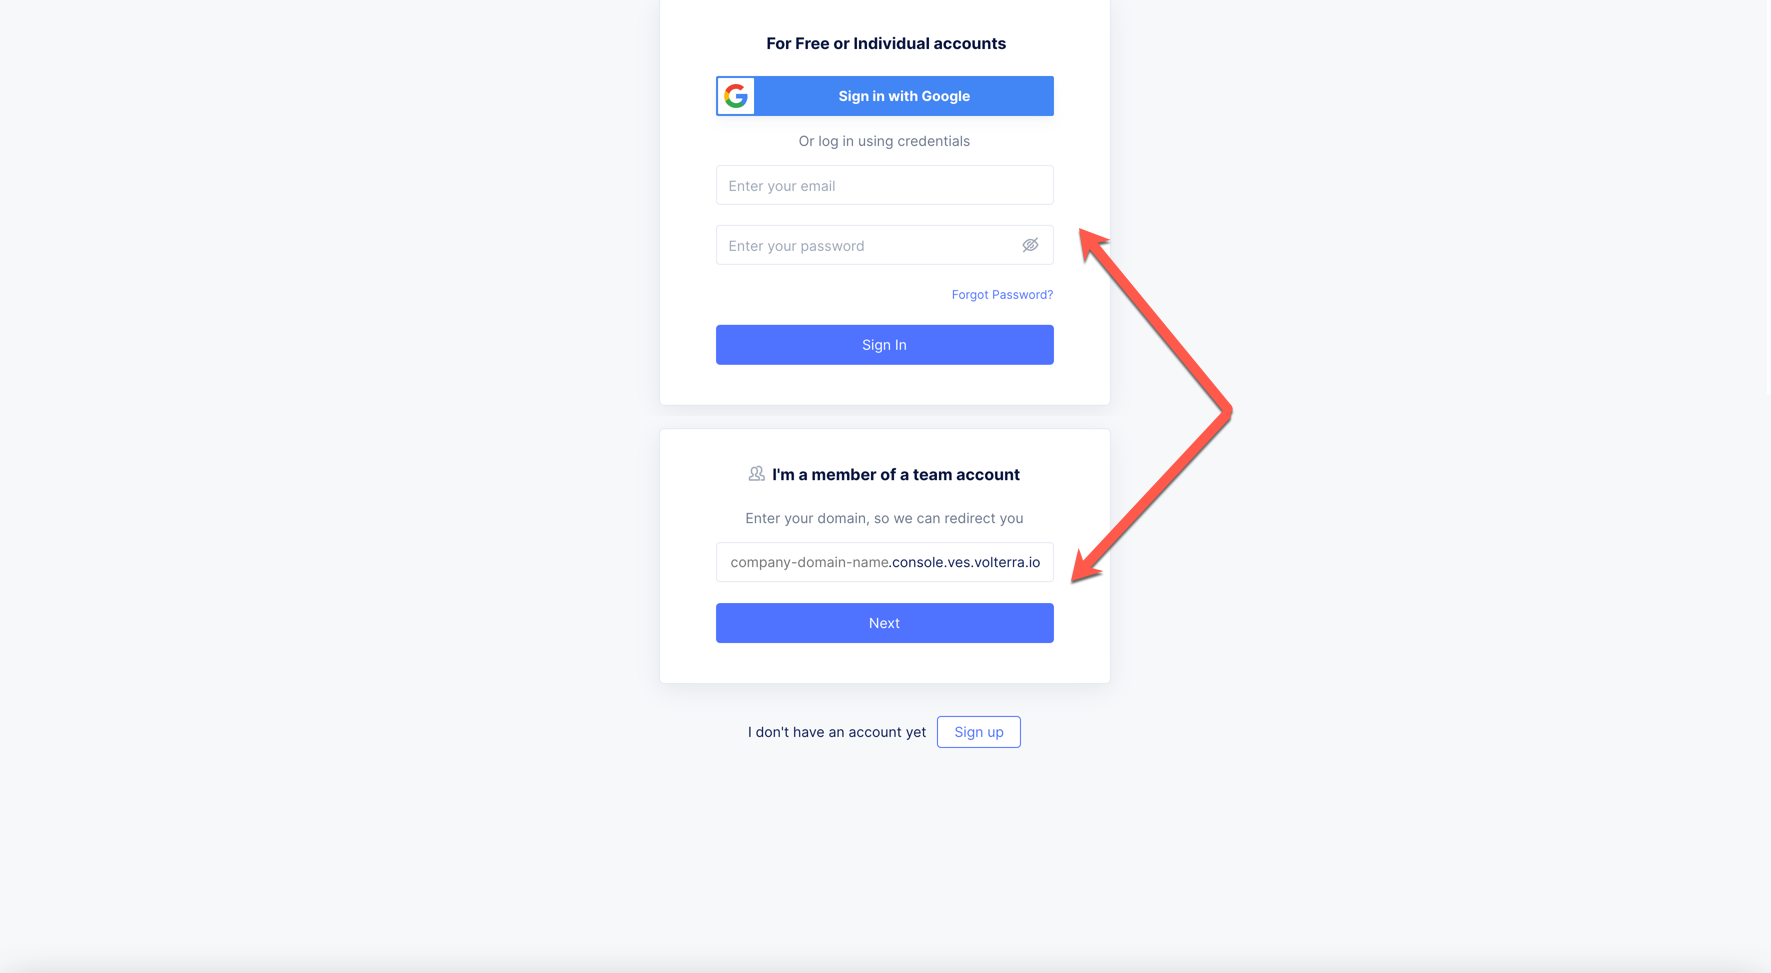 For Free or Individual accounts
Sign in with Google
Or log in using credentials
Enter your email
Enter your password
Forgot Password?
Sign In
I'm a member of a team account
Enter your domain, so we can redirect you
company-domain-name.console.ves.volterra.io
Next
I don't have an account yet Sign up